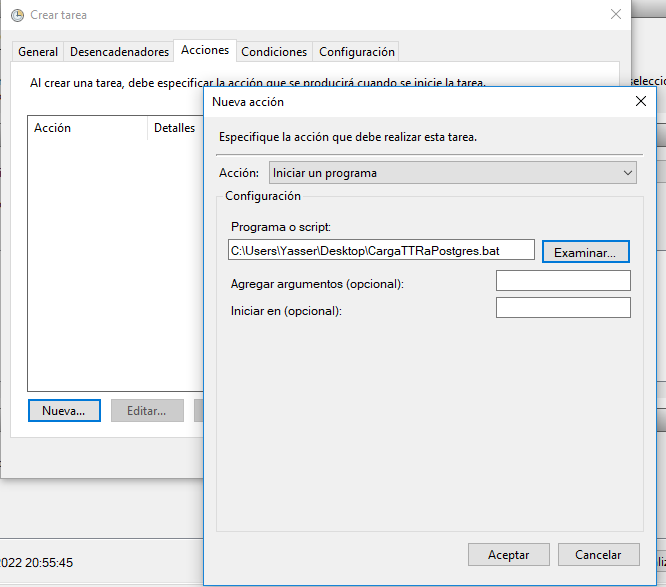 Crear tarea
General Desencadenadores Acciones Condiciones Configuración
Al crear una tarea, debe especificar la acción que se producirá cuando se inicie la tarea.
Acción Detalles
Nueva... Editar...
Nueva acción
Especifique la acción que debe realizar esta tarea.
Acción: Iniciar un programa
Configuración
Programa o script:
C:\Users\Yasser\Desktop\CargaTTRaPostgres.bat Examinar...
Agregar argumentos (opcional):
Iniciar en (opcional):
Aceptar Cancelar
2022 20:55:45